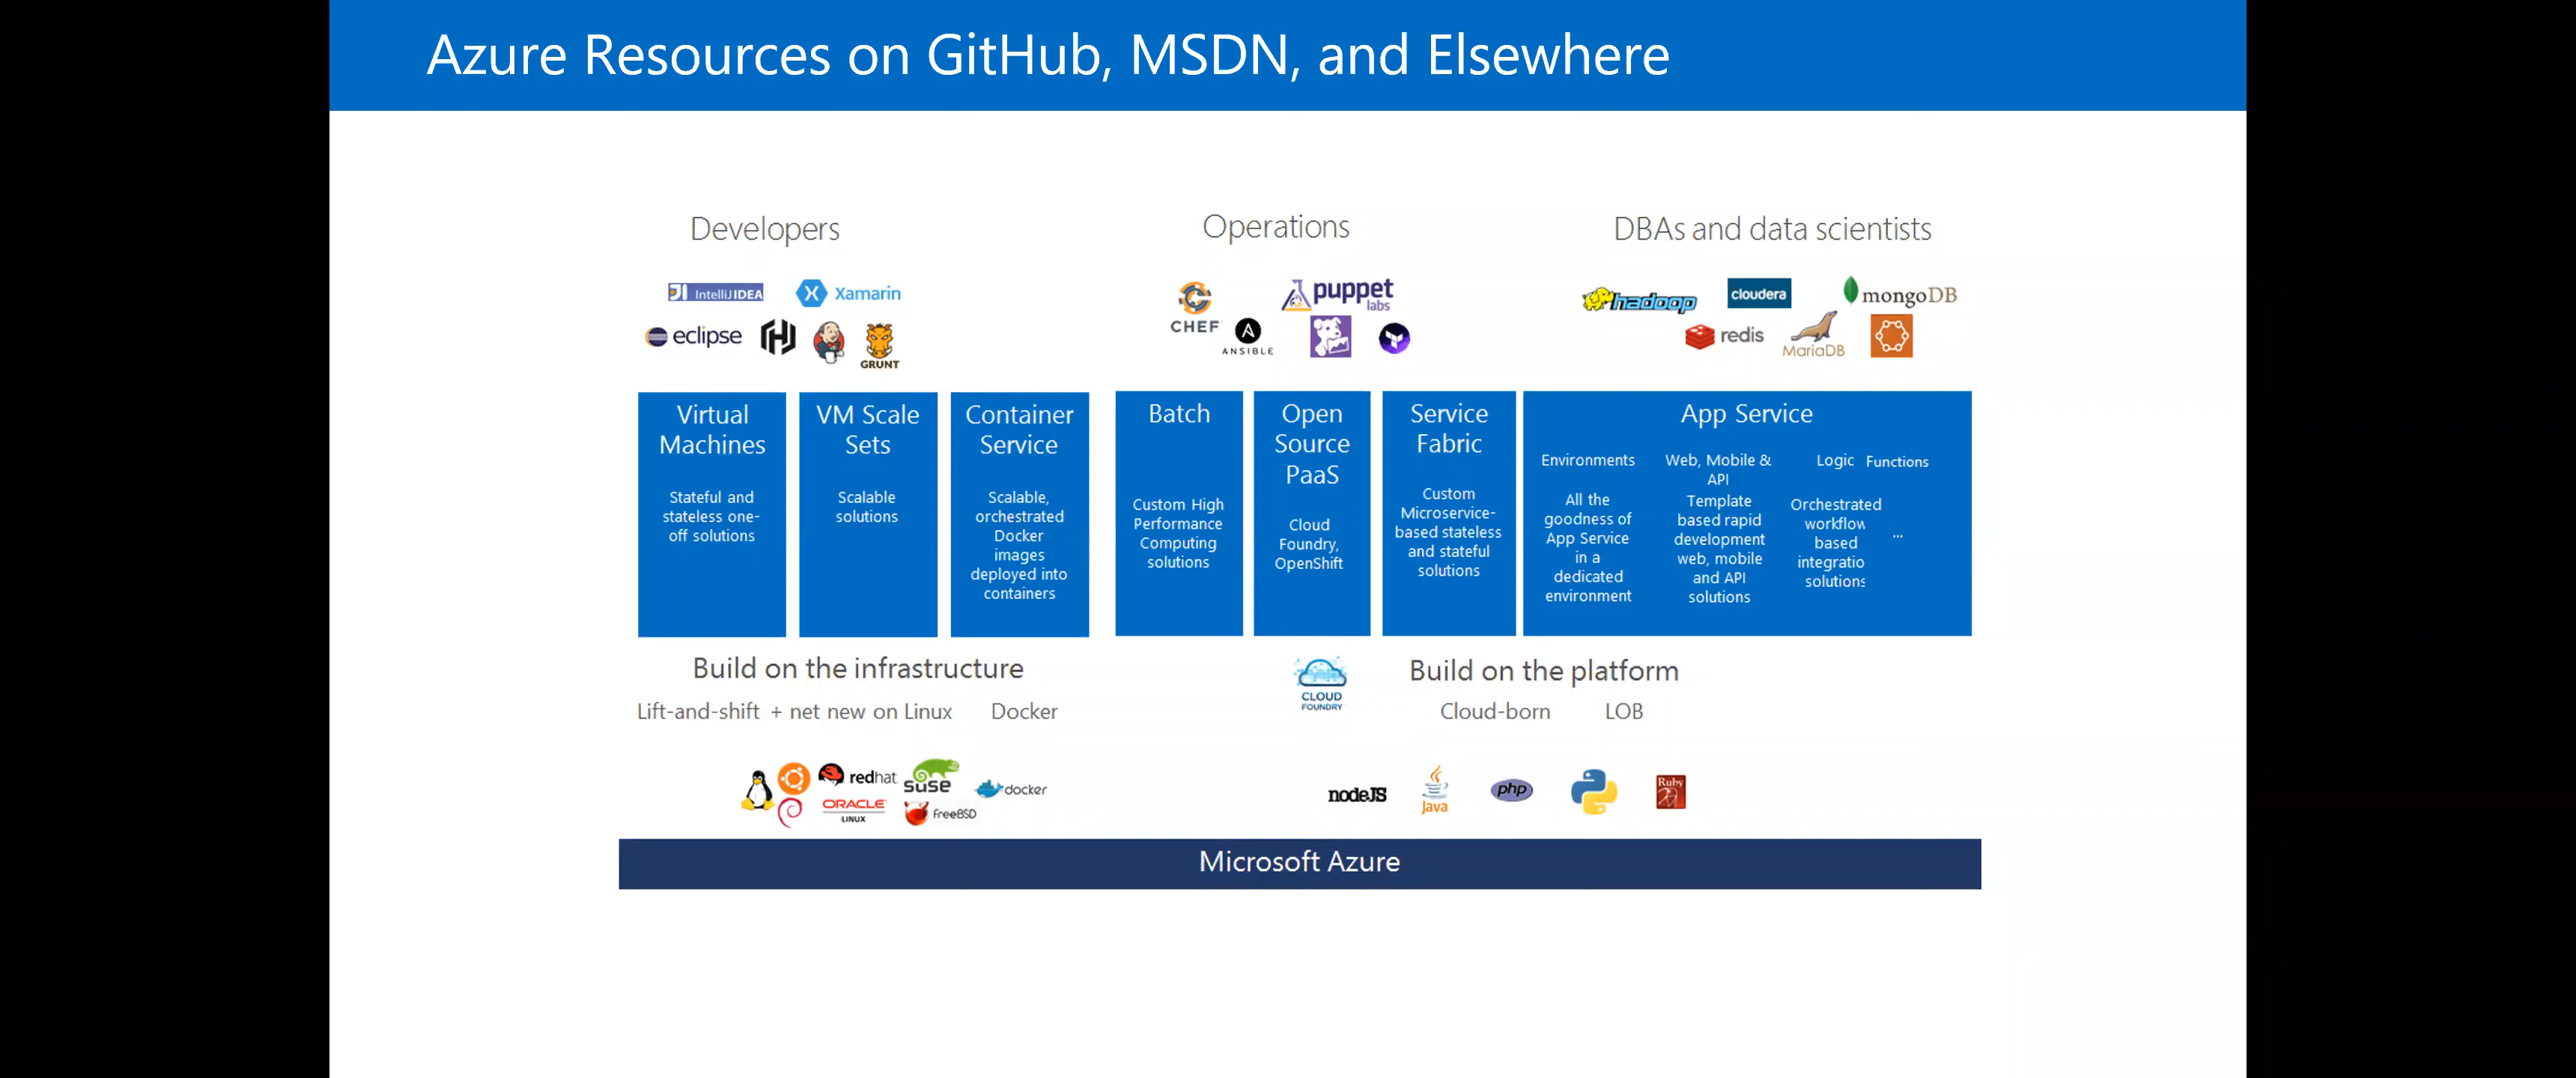 Azure Resources on GitHub, MSDN, and Elsewhere
Developers
Operations
DBAs and data scientists
IntelliJ IDEA
Xamarin
eclipse
GRUNT
CHEF
ANSIBLE
puppet
labs
hadoop
cloudera
mongoDB
redis
MariaDB
Virtual
Machines
Stateful and
stateless one-
off solutions
VM Scale
Sets
Scalable
solutions
Container
Service
Scalable,
orchestrated
Docker
images
deployed into
containers
Batch
Custom High
Performance
Computing
solutions
Open
Source
PaaS
Cloud
Foundry,
OpenShift
Service
Fabric
Custom
Microservice-
based stateless
and stateful
solutions
App Service
Environments
All the
goodness of
App Service
in a
dedicated
environment
Web, Mobile &
API
Template
based rapid
development
web, mobile
and API
solutions
Logic
Orchestrated
workflow
based
integratio
solutions
Functions
...
Build on the infrastructure
Lift-and-shift + net new on Linux
Docker
CLOUD
FOUNDRY
Build on the platform
Cloud-born
LOB
redhat
SUSE
docker
ORACLE
LINUX
FreeBSD
nodeJS
Java
php
Ruby
Microsoft Azure